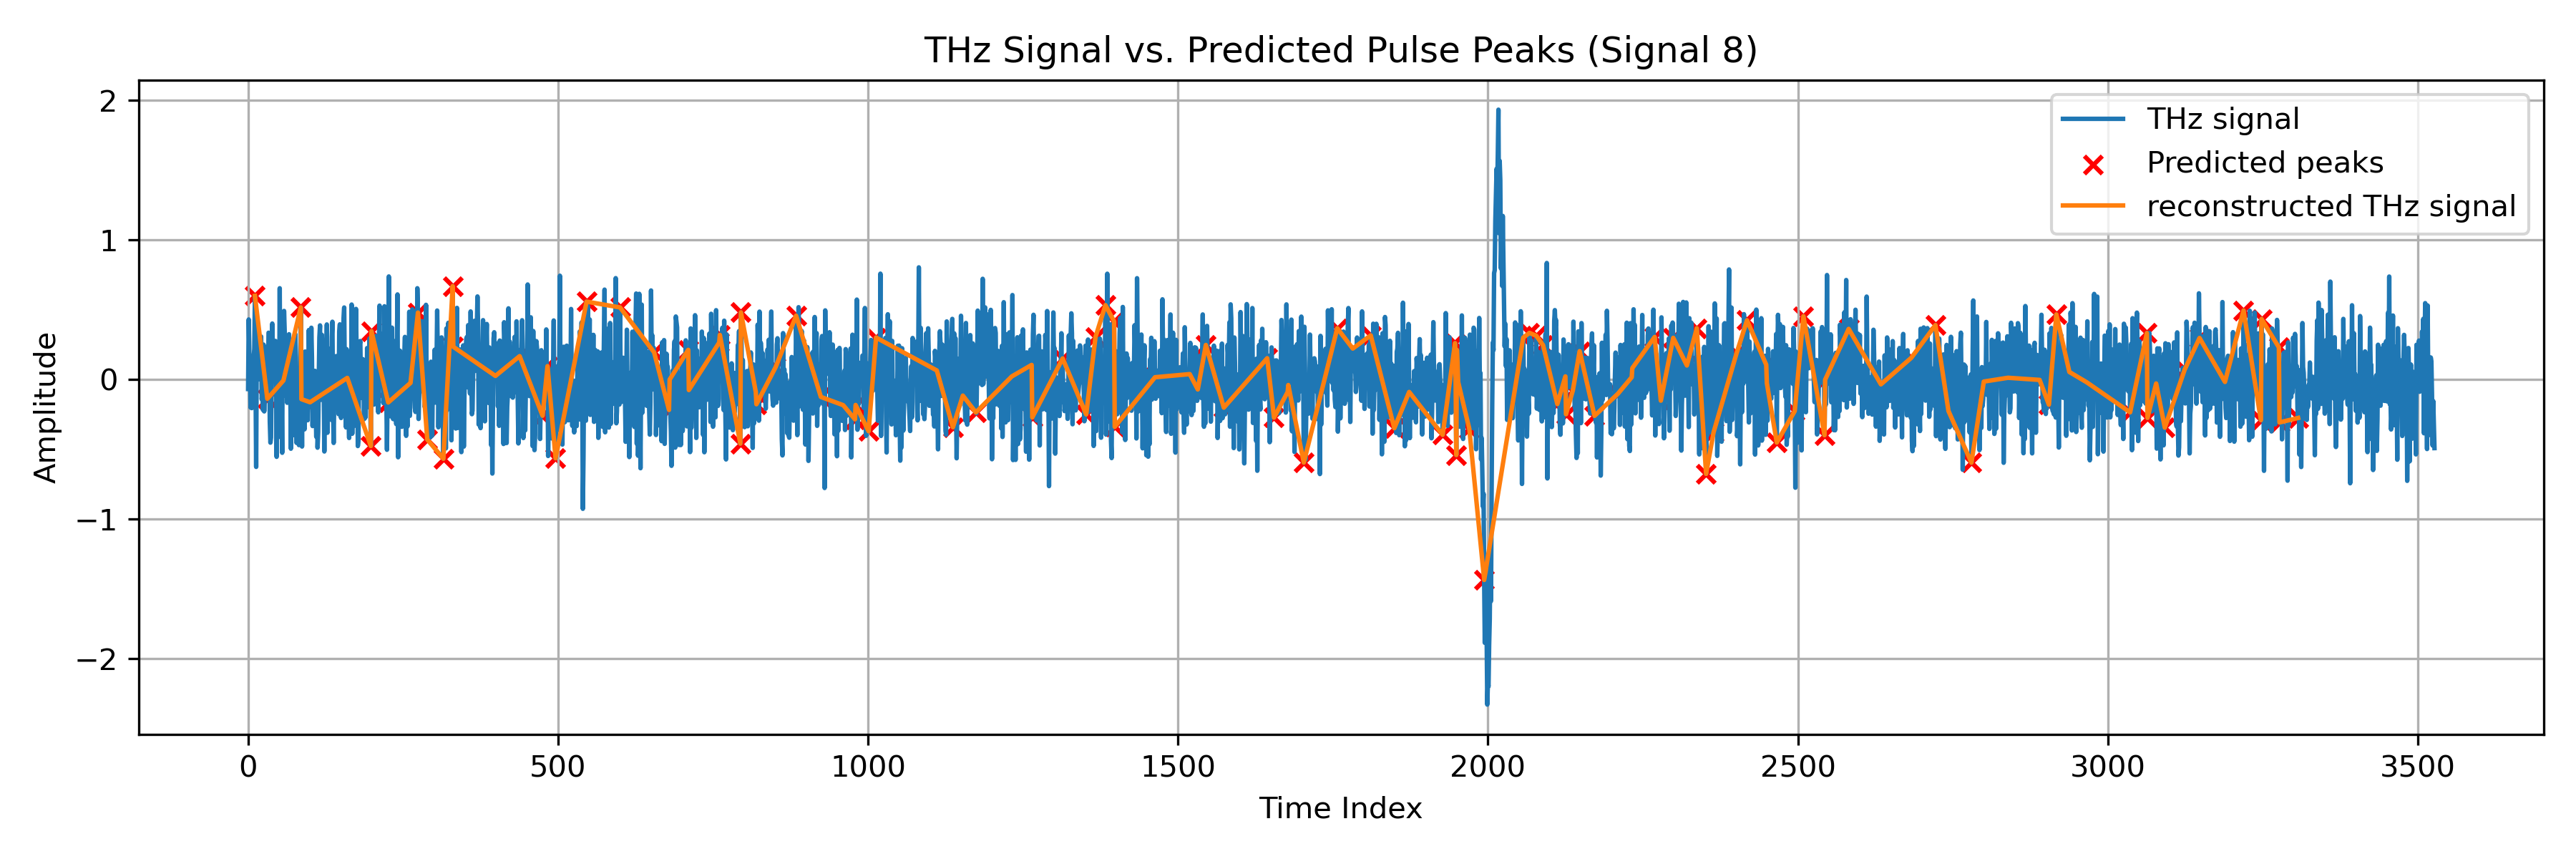 THz Signal vs. Predicted Pulse Peaks (Signal 8)
THz signal
Predicted peaks
reconstructed THz signal
Amplitude
2
1
0
−1
−2
0 500 1000 1500 2000 2500 3000 3500
Time Index